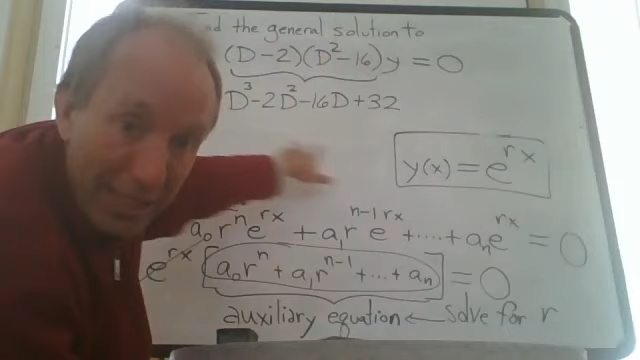 the general solution to
(D-2)(D²-16)y = 0
D³-2D²-16D+32
y(x) = e^{rx}
a₀rⁿe^{rx} + a₁r^{n-1}e^{rx} + ···· + aₙe^{rx} = 0
e^{rx} [a₀rⁿ + a₁r^{n-1} + ··· + aₙ] = 0
auxiliary equation ← solve for r